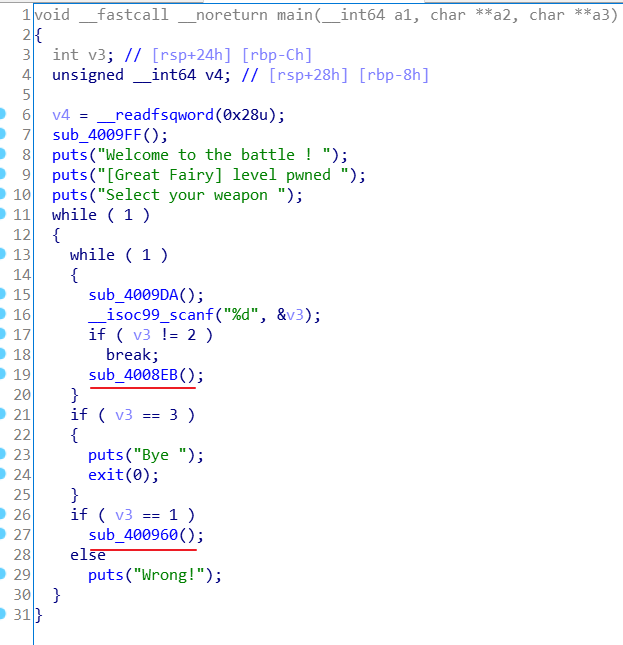 1 void __fastcall __noreturn main(__int64 a1, char **a2, char **a3)
2 {
3   int v3; // [rsp+24h] [rbp-Ch]
4   unsigned __int64 v4; // [rsp+28h] [rbp-8h]
5
6   v4 = __readfsqword(0x28u);
7   sub_4009FF();
8   puts("Welcome to the battle ! ");
9   puts("[Great Fairy] level pwned ");
10   puts("Select your weapon ");
11   while ( 1 )
12   {
13     while ( 1 )
14     {
15       sub_4009DA();
16       __isoc99_scanf("%d", &v3);
17       if ( v3 != 2 )
18         break;
19       sub_4008EB();
20     }
21     if ( v3 == 3 )
22     {
23       puts("Bye ");
24       exit(0);
25     }
26     if ( v3 == 1 )
27       sub_400960();
28     else
29       puts("Wrong!");
30   }
31 }